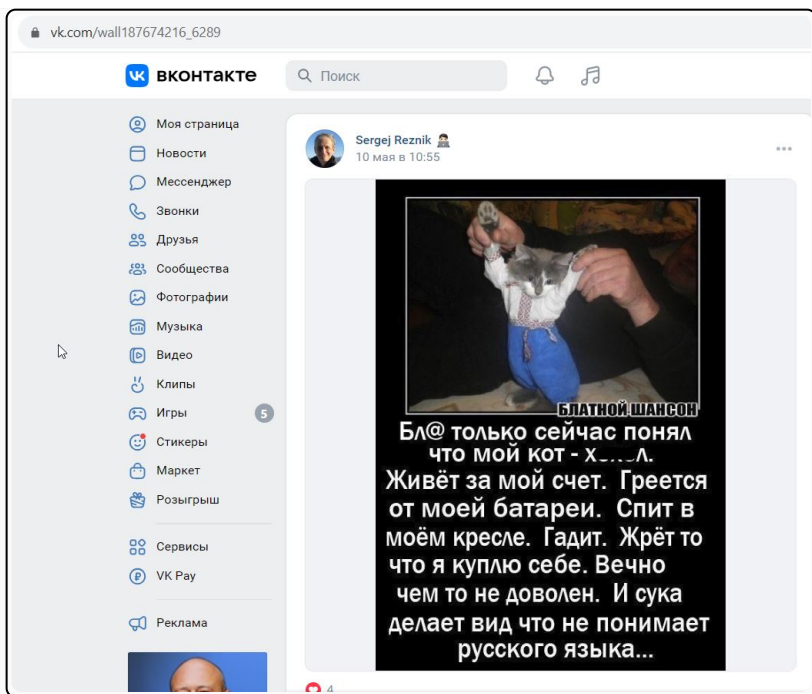 vk.com/wall187674216_6289
вконтакте
Поиск
Моя страница
Новости
Мессенджер
Звонки
Друзья
Сообщества
Фотографии
Музыка
Видео
Клипы
Игры 5
Стикеры
Маркет
Розыгрыш
Сервисы
VK Pay
Реклама
Sergej Reznik
10 мая в 10:55
БЛАТНОЙ ШАНСОН
Бл@ только сейчас понял
что мой кот -
Живёт за мой счет. Греется
от моей батареи. Спит в
моём кресле. Гадит. Жрёт то
что я куплю себе. Вечно
чем то не доволен. И сука
делает вид что не понимает
русского языка...
4